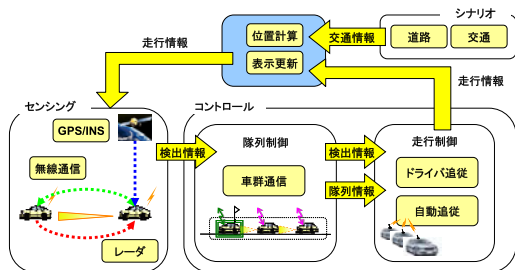 シナリオ
位置計算
交通情報
道路
交通
表示更新
走行情報
走行情報
センシング
コントロール
GPS/INS
隊列制御
走行制御
検出情報
検出情報
無線通信
車群通信
ドライバ追従
隊列情報
自動追従
レーダ